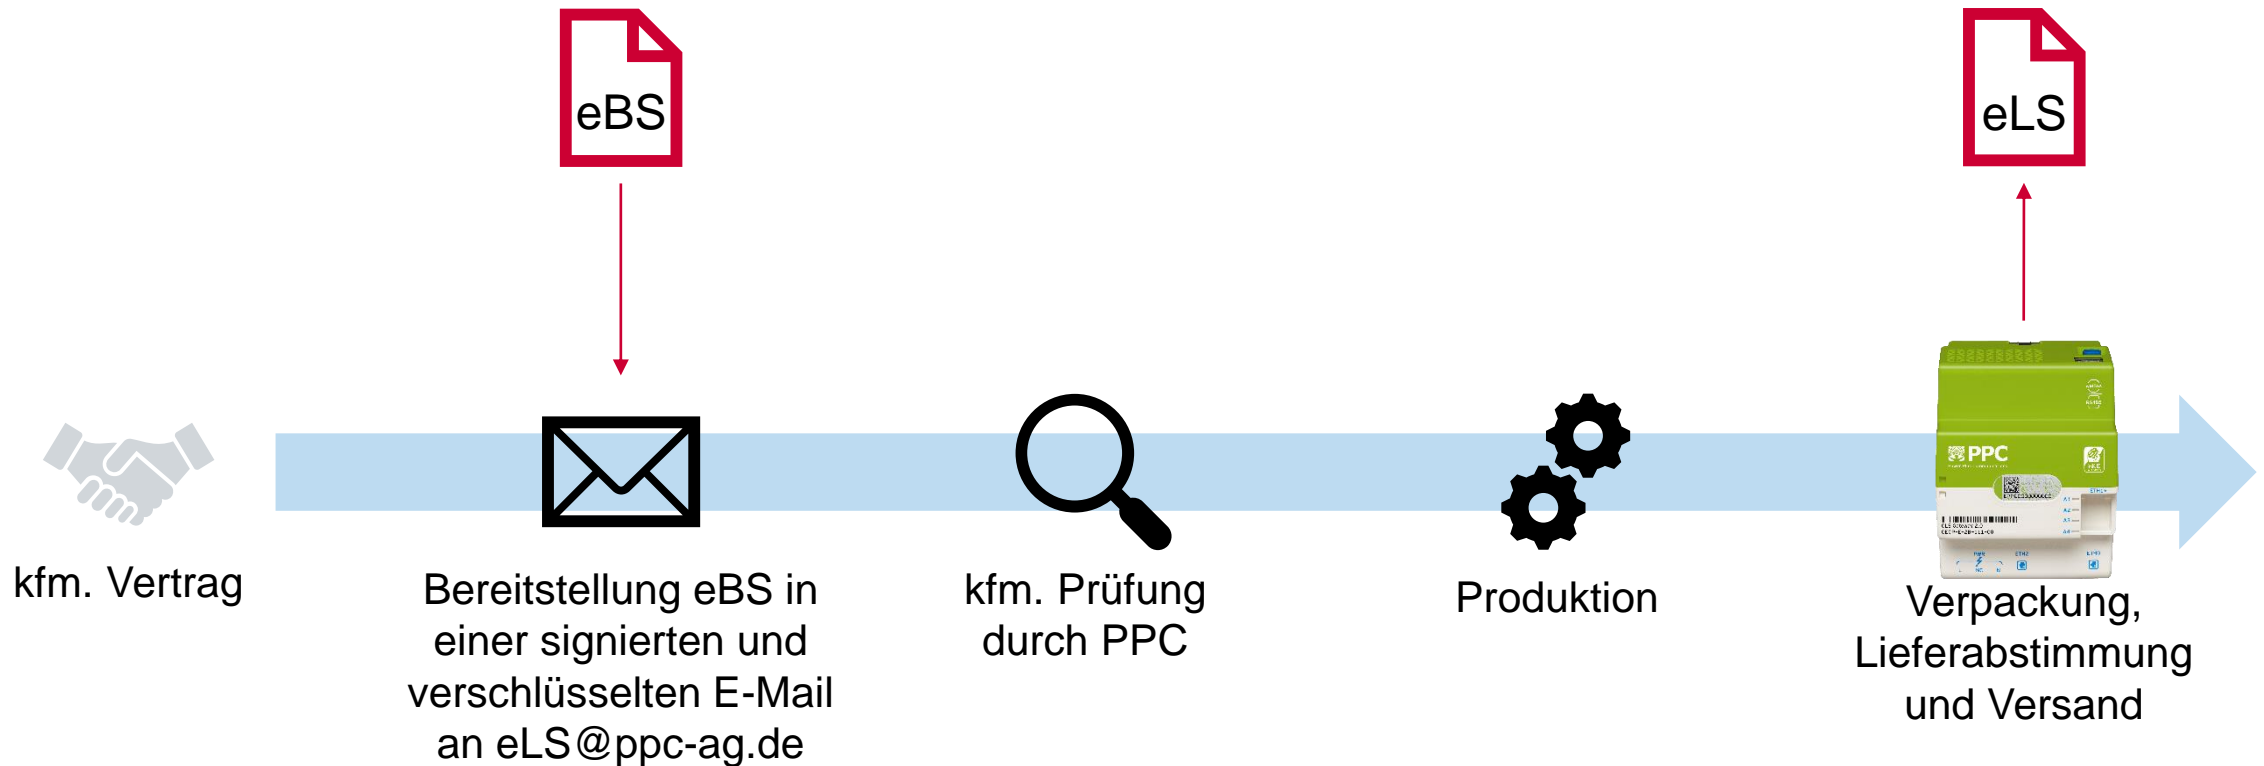 eBS
eLS
PPC
ETH2
kfm. Vertrag
Bereitstellung eBS in
einer signierten und
verschlüsselten E-Mail
an eLS@ppc-ag.de
kfm. Prüfung
durch PPC
Produktion
Verpackung,
Lieferabstimmung
und Versand